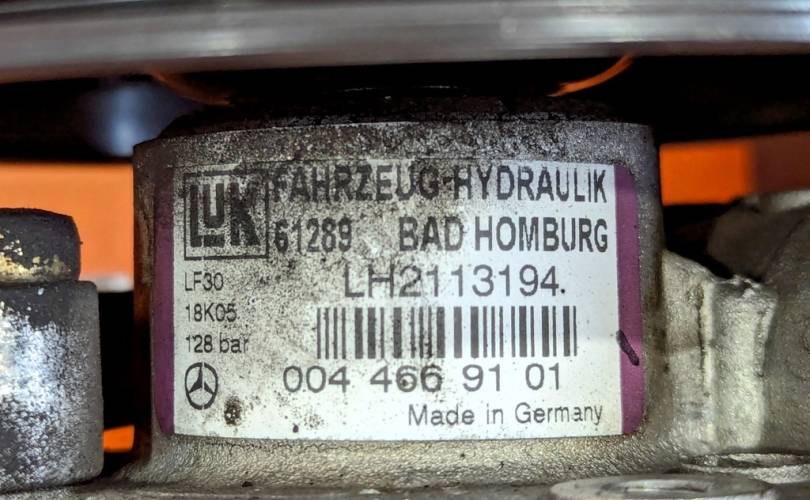 LuK FAHRZEUG-HYDRAULIK
61289 BAD HOMBURG
LF30
LH2113194.
18K05
128 bar
004 466 91 01
Made in Germany